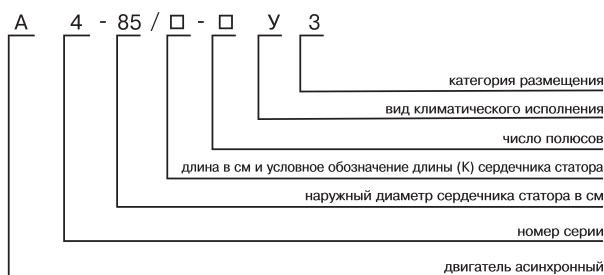 А 4 - 85 / □ - □ У 3
категория размещения
вид климатического исполнения
число полюсов
длина в см и условное обозначение длины (К) сердечника статора
наружный диаметр сердечника статора в см
номер серии
двигатель асинхронный